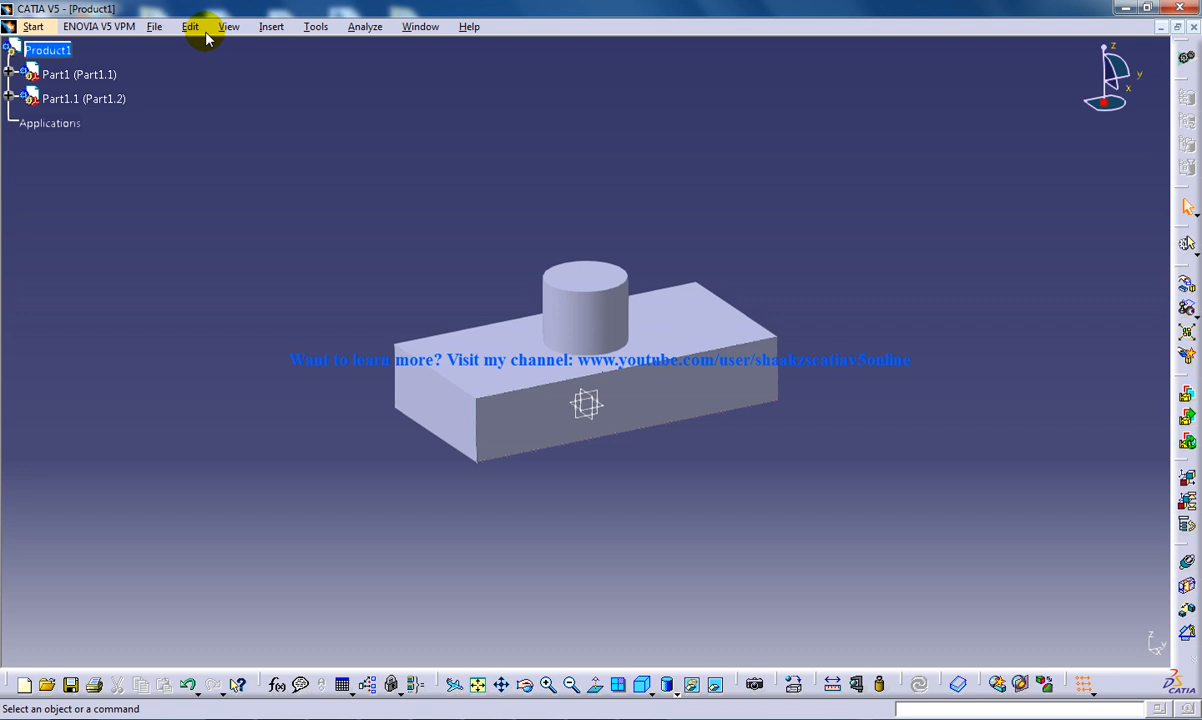 CATIA V5 - [Product1]
Start ENOVIA V5 VPM File Edit View Insert Tools Analyze Window Help
Product1
Part1 (Part1.1)
Part1.1 (Part1.2)
Applications
z
y
x
Want to learn more? Visit my channel: www.youtube.com/user/shaakzscatiav5online
z
y
x
f(x)
CATIA
Select an object or a command